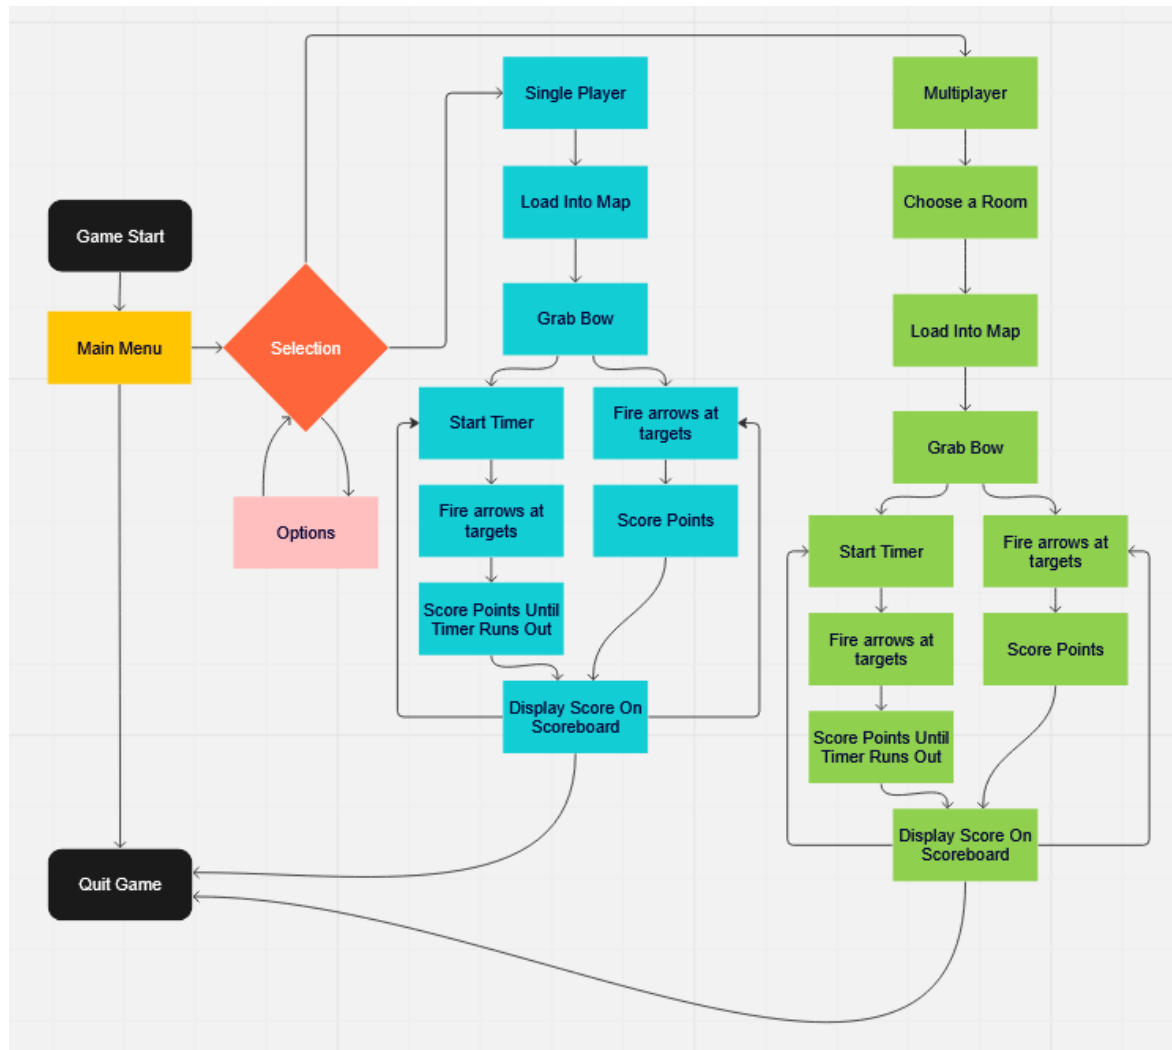 Game Start
Main Menu
Selection
Options
Quit Game
Single Player
Load Into Map
Grab Bow
Start Timer
Fire arrows at
targets
Score Points Until
Timer Runs Out
Fire arrows at
targets
Score Points
Display Score On
Scoreboard
Multiplayer
Choose a Room
Load Into Map
Grab Bow
Start Timer
Fire arrows at
targets
Score Points Until
Timer Runs Out
Fire arrows at
targets
Score Points
Display Score On
Scoreboard